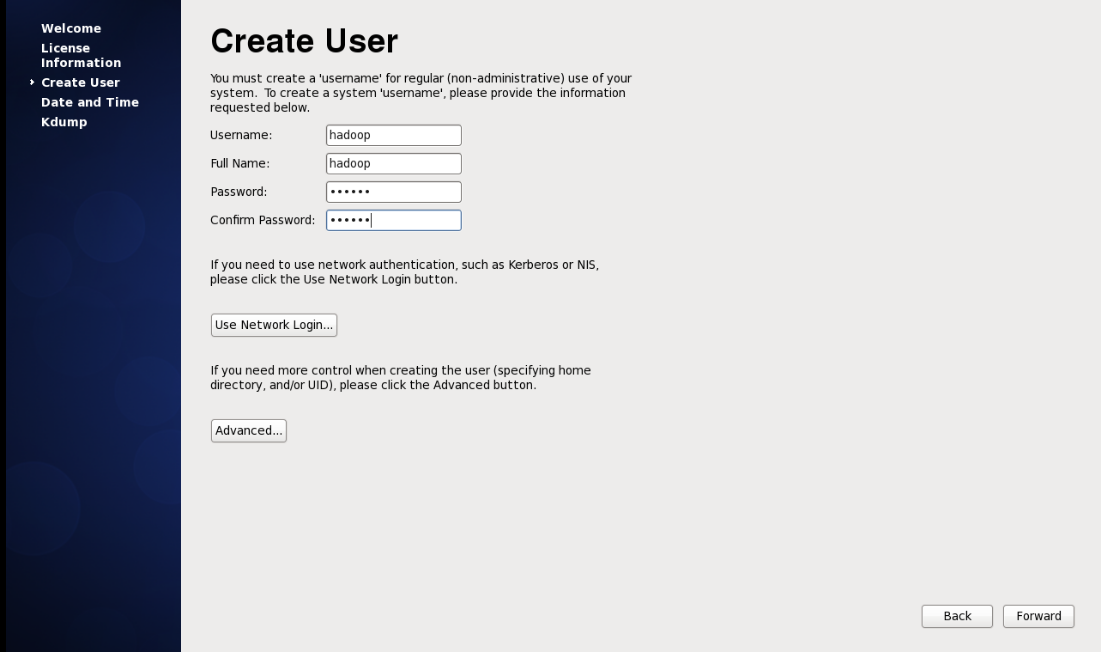 Welcome
License
Information
Create User
Date and Time
Kdump
Create User
You must create a 'username' for regular (non-administrative) use of your
system.  To create a system 'username', please provide the information
requested below.
Username: hadoop
Full Name: hadoop
Password: ••••••
Confirm Password: ••••••
If you need to use network authentication, such as Kerberos or NIS,
please click the Use Network Login button.
Use Network Login...
If you need more control when creating the user (specifying home
directory, and/or UID), please click the Advanced button.
Advanced...
Back Forward